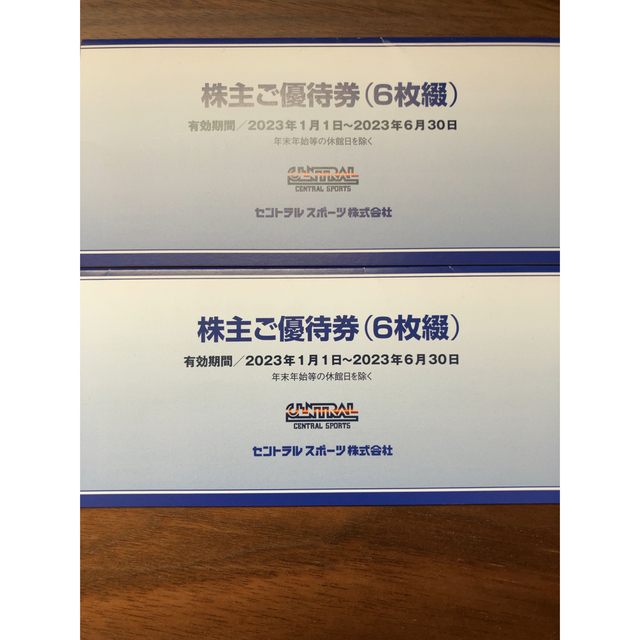 株主ご優待券(6枚綴)
有効期間/2023年1月1日~2023年6月30日
年末年始等の休館日を除く
CENTRAL
CENTRAL SPORTS
セントラルスポーツ株式会社
株主ご優待券(6枚綴)
有効期間/2023年1月1日~2023年6月30日
年末年始等の休館日を除く
CENTRAL
CENTRAL SPORTS
セントラルスポーツ株式会社